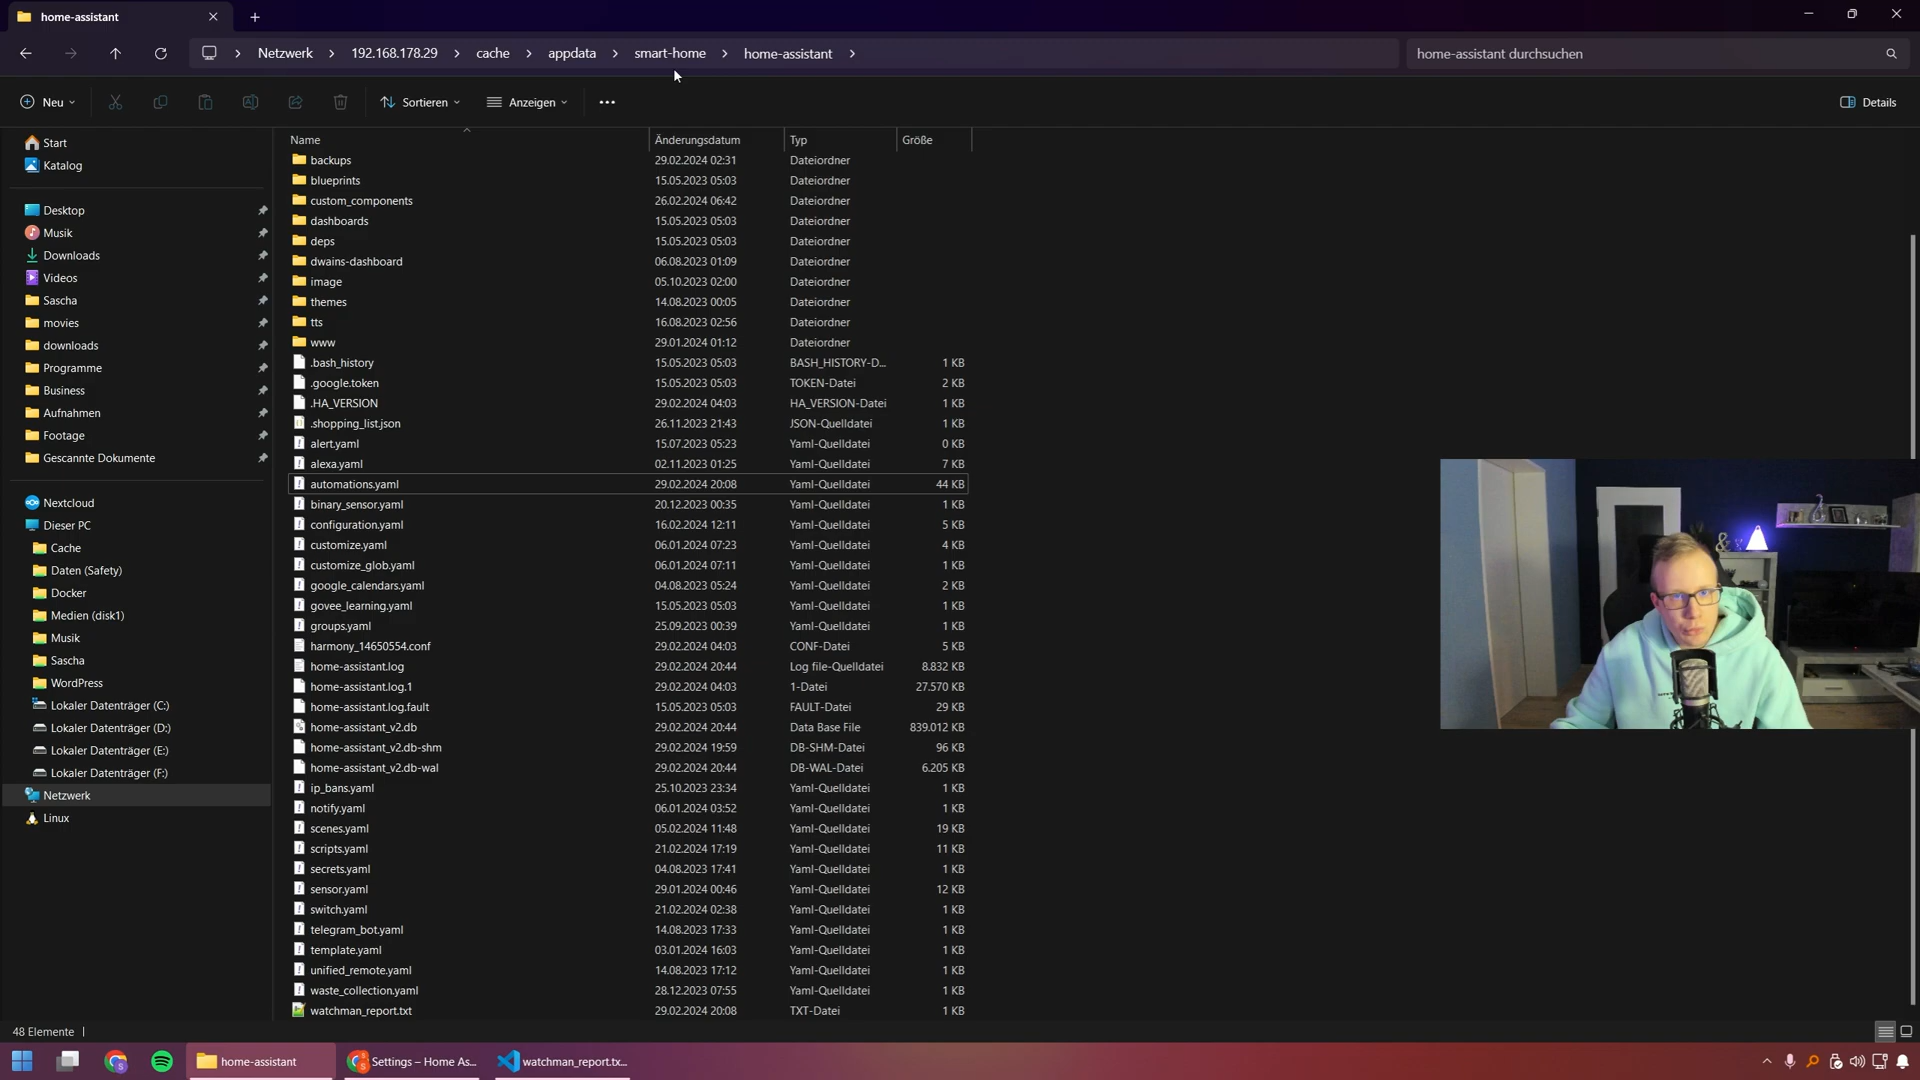 home-assistant
Netzwerk
192.168.178.29
cache
appdata
smart-home
home-assistant
home-assistant durchsuchen
Neu
Sortieren
Anzeigen
Details
Name
Änderungsdatum
Typ
Größe
Start
Katalog
Desktop
Musik
Downloads
Videos
Sascha
movies
downloads
Programme
Business
Aufnahmen
Footage
Gescannte Dokumente
Nextcloud
Dieser PC
Cache
Daten (Safety)
Docker
Medien (disk1)
Musik
Sascha
WordPress
Lokaler Datenträger (C:)
Lokaler Datenträger (D:)
Lokaler Datenträger (E:)
Lokaler Datenträger (F:)
Netzwerk
Linux
backups 29.02.2024 02:31 Dateiordner
blueprints 15.05.2023 05:03 Dateiordner
custom_components 26.02.2024 06:42 Dateiordner
dashboards 15.05.2023 05:03 Dateiordner
deps 15.05.2023 05:03 Dateiordner
dwains-dashboard 06.08.2023 01:09 Dateiordner
image 05.10.2023 02:00 Dateiordner
themes 14.08.2023 00:05 Dateiordner
tts 16.08.2023 02:56 Dateiordner
www 29.01.2024 01:12 Dateiordner
.bash_history 15.05.2023 05:03 BASH_HISTORY-D... 1 KB
.google.token 15.05.2023 05:03 TOKEN-Datei 2 KB
.HA_VERSION 29.02.2024 04:03 HA_VERSION-Datei 1 KB
.shopping_list.json 26.11.2023 21:43 JSON-Quelldatei 1 KB
alert.yaml 15.07.2023 05:23 Yaml-Quelldatei 0 KB
alexa.yaml 02.11.2023 01:25 Yaml-Quelldatei 7 KB
automations.yaml 29.02.2024 20:08 Yaml-Quelldatei 44 KB
binary_sensor.yaml 20.12.2023 00:35 Yaml-Quelldatei 1 KB
configuration.yaml 16.02.2024 12:11 Yaml-Quelldatei 5 KB
customize.yaml 06.01.2024 07:23 Yaml-Quelldatei 4 KB
customize_glob.yaml 06.01.2024 07:11 Yaml-Quelldatei 1 KB
google_calendars.yaml 04.08.2023 05:24 Yaml-Quelldatei 2 KB
govee_learning.yaml 15.05.2023 05:03 Yaml-Quelldatei 1 KB
groups.yaml 25.09.2023 00:39 Yaml-Quelldatei 1 KB
harmony_14650554.conf 29.02.2024 04:03 CONF-Datei 5 KB
home-assistant.log 29.02.2024 20:44 Log file-Quelldatei 8.832 KB
home-assistant.log.1 29.02.2024 04:03 1-Datei 27.570 KB
home-assistant.log.fault 15.05.2023 05:03 FAULT-Datei 29 KB
home-assistant_v2.db 29.02.2024 20:44 Data Base File 839.012 KB
home-assistant_v2.db-shm 29.02.2024 19:59 DB-SHM-Datei 96 KB
home-assistant_v2.db-wal 29.02.2024 20:44 DB-WAL-Datei 6.205 KB
ip_bans.yaml 25.10.2023 23:34 Yaml-Quelldatei 1 KB
notify.yaml 06.01.2024 03:52 Yaml-Quelldatei 1 KB
scenes.yaml 05.02.2024 11:48 Yaml-Quelldatei 19 KB
scripts.yaml 21.02.2024 17:19 Yaml-Quelldatei 11 KB
secrets.yaml 04.08.2023 17:41 Yaml-Quelldatei 1 KB
sensor.yaml 29.01.2024 00:46 Yaml-Quelldatei 12 KB
switch.yaml 21.02.2024 02:38 Yaml-Quelldatei 1 KB
telegram_bot.yaml 14.08.2023 17:33 Yaml-Quelldatei 1 KB
template.yaml 03.01.2024 16:03 Yaml-Quelldatei 1 KB
unified_remote.yaml 14.08.2023 17:12 Yaml-Quelldatei 1 KB
waste_collection.yaml 28.12.2023 07:55 Yaml-Quelldatei 1 KB
watchman_report.txt 29.02.2024 20:08 TXT-Datei 1 KB
48 Elemente
home-assistant
Settings – Home As...
watchman_report.tx...